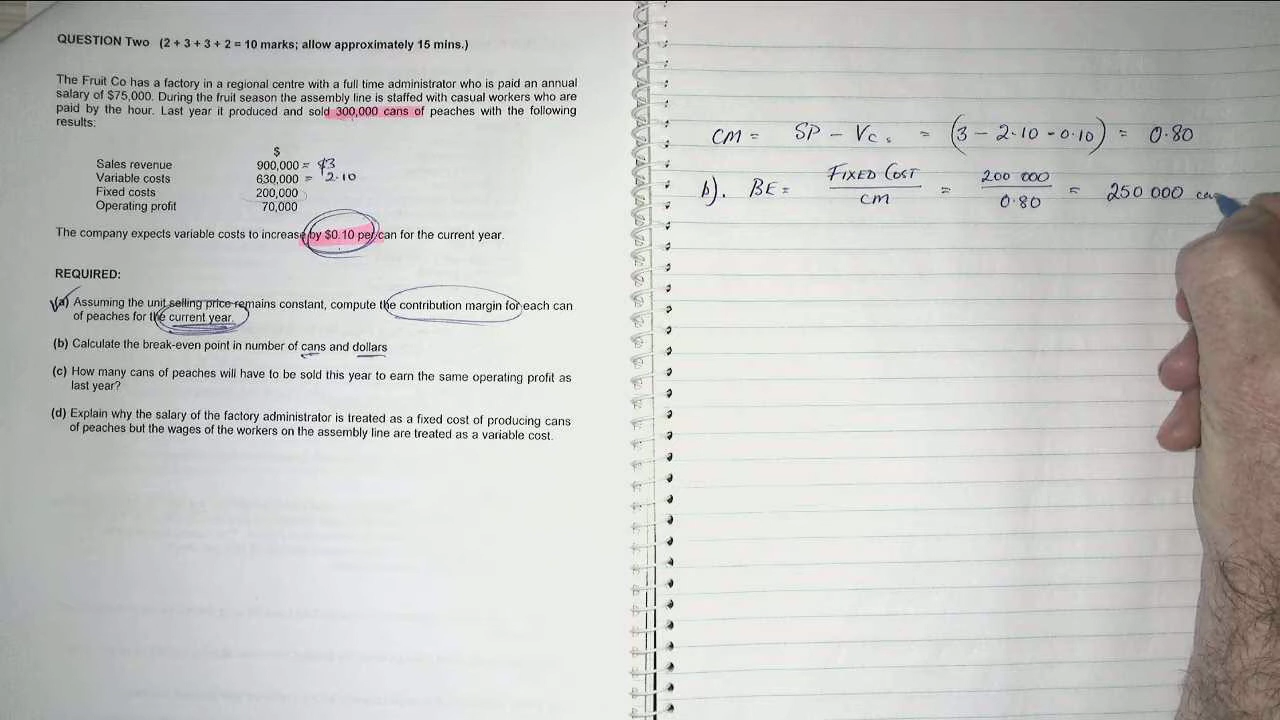 QUESTION Two (2 + 3 + 3 + 2 = 10 marks; allow approximately 15 mins.)
The Fruit Co has a factory in a regional centre with a full time administrator who is paid an annual
salary of $75,000. During the fruit season the assembly line is staffed with casual workers who are
paid by the hour. Last year it produced and sold 300,000 cans of peaches with the following
results:
$
Sales revenue 900,000 = $3
Variable costs 630,000 = 2.10
Fixed costs 200,000
Operating profit 70,000
The company expects variable costs to increase by $0.10 per can for the current year.
REQUIRED:
(a) Assuming the unit selling price remains constant, compute the contribution margin for each can
of peaches for the current year.
(b) Calculate the break-even point in number of cans and dollars
(c) How many cans of peaches will have to be sold this year to earn the same operating profit as
last year?
(d) Explain why the salary of the factory administrator is treated as a fixed cost of producing cans
of peaches but the wages of the workers on the assembly line are treated as a variable cost.
CM = SP - VC. = (3 - 2.10 - 0.10) = 0.80
b). BE = FIXED COST / CM = 200 000 / 0.80 = 250 000